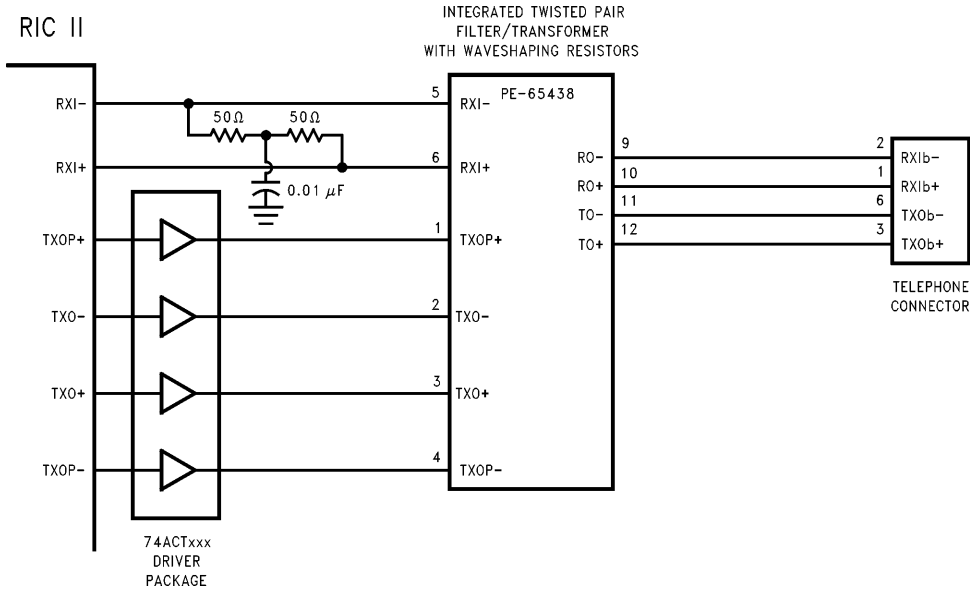 RIC II
INTEGRATED TWISTED PAIR
FILTER/TRANSFORMER
WITH WAVESHAPING RESISTORS
RXI-
5
RXI-
PE-65438
50Ω
50Ω
RXI+
6
RXI+
0.01 μF
RO-
9
2
RXIb-
RO+
10
1
RXIb+
TO-
11
6
TXOb-
TO+
12
3
TXOb+
TELEPHONE
CONNECTOR
TXOP+
1
TXOP+
TXO-
2
TXO-
TXO+
3
TXO+
TXOP-
4
TXOP-
74ACTxxx
DRIVER
PACKAGE